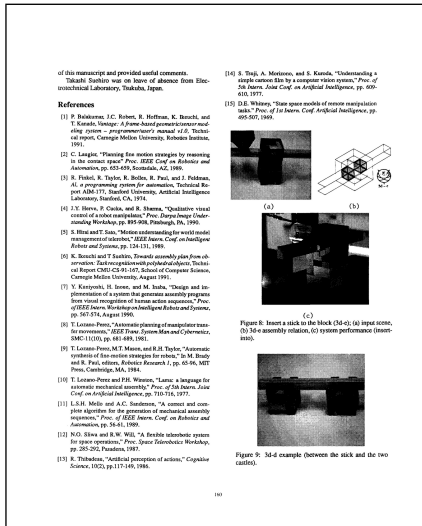 of this manuscript and provided useful comments.
Takashi Suehiro was on leave of absence from Elec-
trotechnical Laboratory, Tsukuba, Japan.
References
[1] P. Balakumar, J.C. Robert, R. Hoffman, K. Ikeuchi, and
T. Kanade, Vantage: A frame-based geometric/sensor mod-
eling system - programmer/user's manual v1.0. Techni-
cal report, Carnegie Mellon University, Robotics Institute,
1991.
[2] C. Laugier, "Planning fine motion strategies by reasoning
in the contact space" Proc. IEEE Conf on Robotics and
Automation, pp. 653-659, Scottsdale, AZ, 1989.
[3] R. Finkel, R. Taylor, R. Bolles, R. Paul, and J. Feldman,
AL, a programming system for automation, Technical Re-
port AIM-177, Stanford University, Artificial Intelligence
Laboratory, Stanford, CA, 1974.
[4] J.Y. Herve, P. Cucka, and R. Sharma, "Qualitative visual
control of a robot manipulator," Proc. Darpa Image Under-
standing Workshop, pp. 895-908, Pittsburgh, PA, 1990.
[5] S. Hirai and T. Sato, "Motion understanding for world model
management of telerobot," IEEE Intern. Conf. on Intelligent
Robots and Systems, pp. 124-131, 1989.
[6] K. Ikeuchi and T Suehiro, Towards assembly plan from ob-
servation: Task recognition with polyhedral objects, Techni-
cal Report CMU-CS-91-167, School of Computer Science,
Carnegie Mellon University, August 1991.
[7] Y. Kuniyoshi, H. Inoue, and M. Inaba, "Design and im-
plementation of a system that generates assembly programs
from visual recognition of human action sequences," Proc.
of IEEE Intern. Workshop on Intelligent Robots and Systems,
pp. 567-574, August 1990.
[8] T. Lozano-Perez, "Automatic planning of manipulator trans-
fer movements," IEEE Trans. System Man and Cybernetics,
SMC-11(10), pp. 681-689, 1981.
[9] T. Lozano-Perez, M.T. Mason, and R.H. Taylor, "Automatic
synthesis of fine-motion strategies for robots," In M. Brady
and R. Paul, editors, Robotics Research 1, pp. 65-96, MIT
Press, Cambridge, MA, 1984.
[10] T. Lozano-Perez and P.H. Winston, "Lama: a language for
automatic mechanical assembly," Proc. of 5th Intern. Joint
Conf. on Artificial Intelligence, pp. 710-716, 1977.
[11] L.S.H. Mello and A.C. Sanderson, "A correct and com-
plete algorithm for the generation of mechanical assembly
sequences," Proc. of IEEE Intern. Conf on Robotics and
Automation, pp. 56-61, 1989.
[12] N.O. Sliwa and R.W. Will, "A flexible telerobotic system
for space operations," Proc. Space Telerobotics Workshop,
pp. 285-292, Pasadena, 1987.
[13] R. Thibadeau, "Artificial perception of actions," Cognitive
Science, 10(2), pp.117-149, 1986.
[14] S. Tsuji, A. Morizono, and S. Kuroda, "Understanding a
simple cartoon film by a computer vision system," Proc. of
5th Intern. Joint Conf. on Artificial Intelligence, pp. 609-
610, 1977.
[15] D.E. Whitney, "State space models of remote manipulation
tasks." Proc. of 1st Intern. Conf. Artificial Intelligence, pp.
495-507, 1969.
(a)
(b)
(c)
Figure 8: Insert a stick to the block (3d-e); (a) input scene,
(b) 3d-e assembly relation, (c) system performance (insert-
into).
Figure 9: 3d-d example (between the stick and the two
castles).